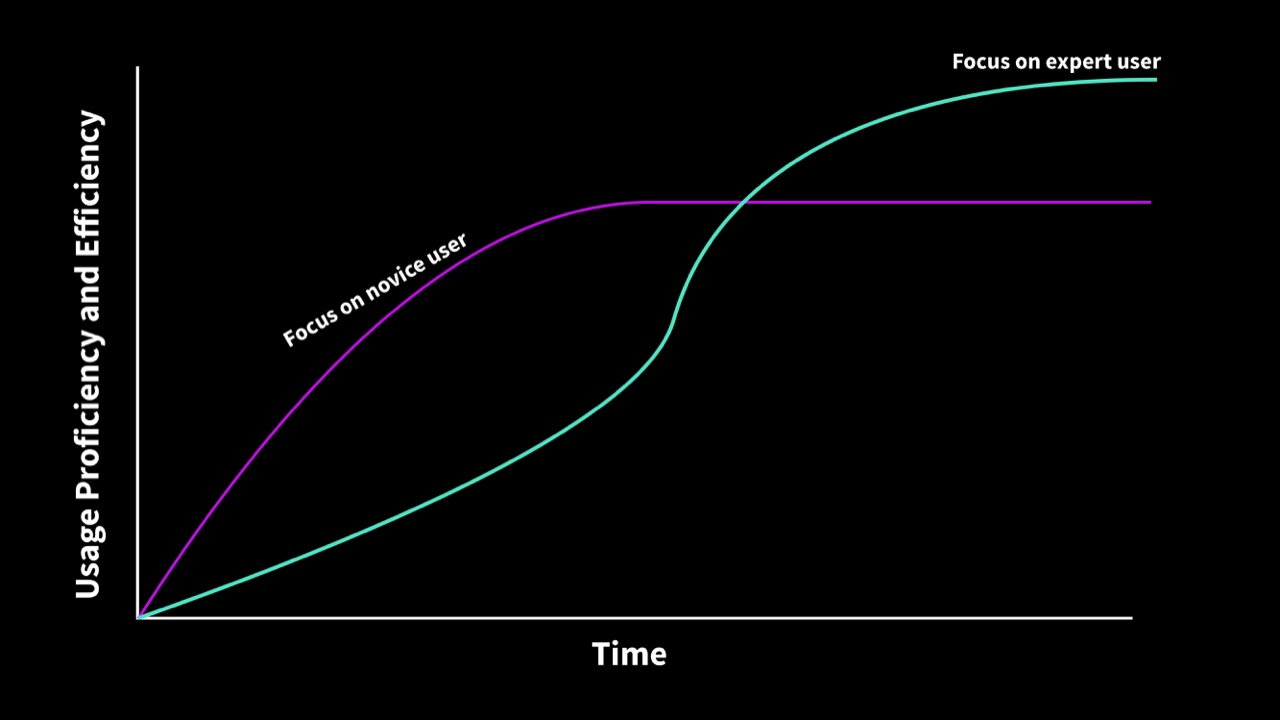 Focus on expert user
Focus on novice user
Usage Proficiency and Efficiency
Time